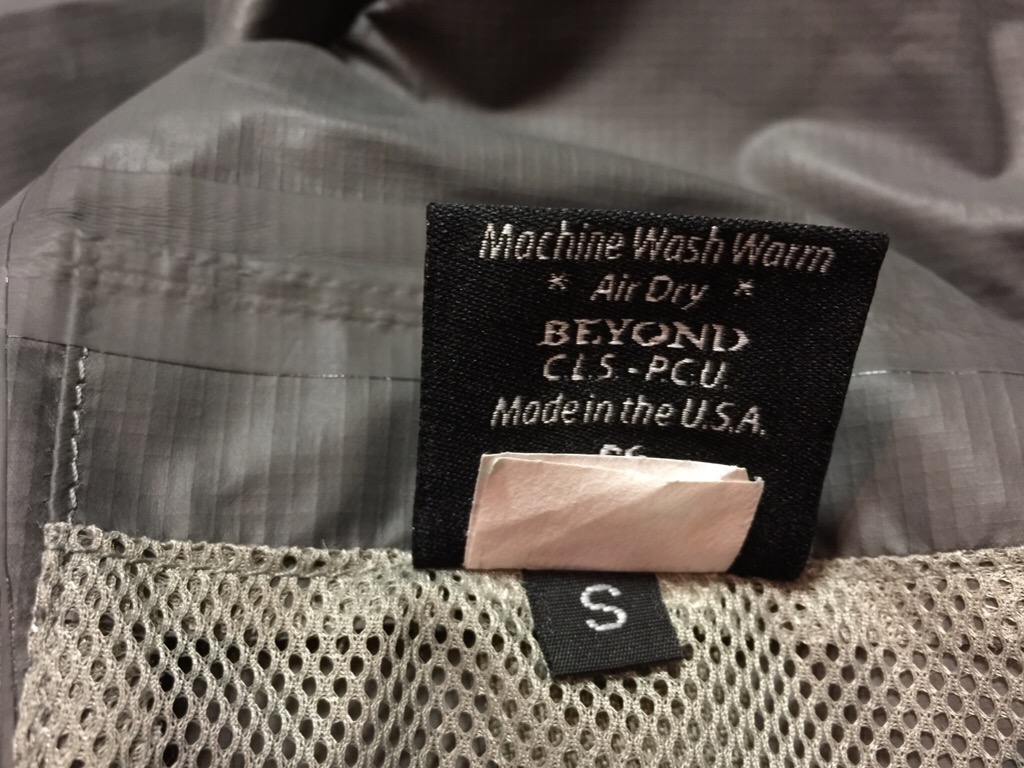 Machine Wash Warm
* Air Dry *
BEYOND
C.L.S - P.C.U.
Made in the U.S.A.
S